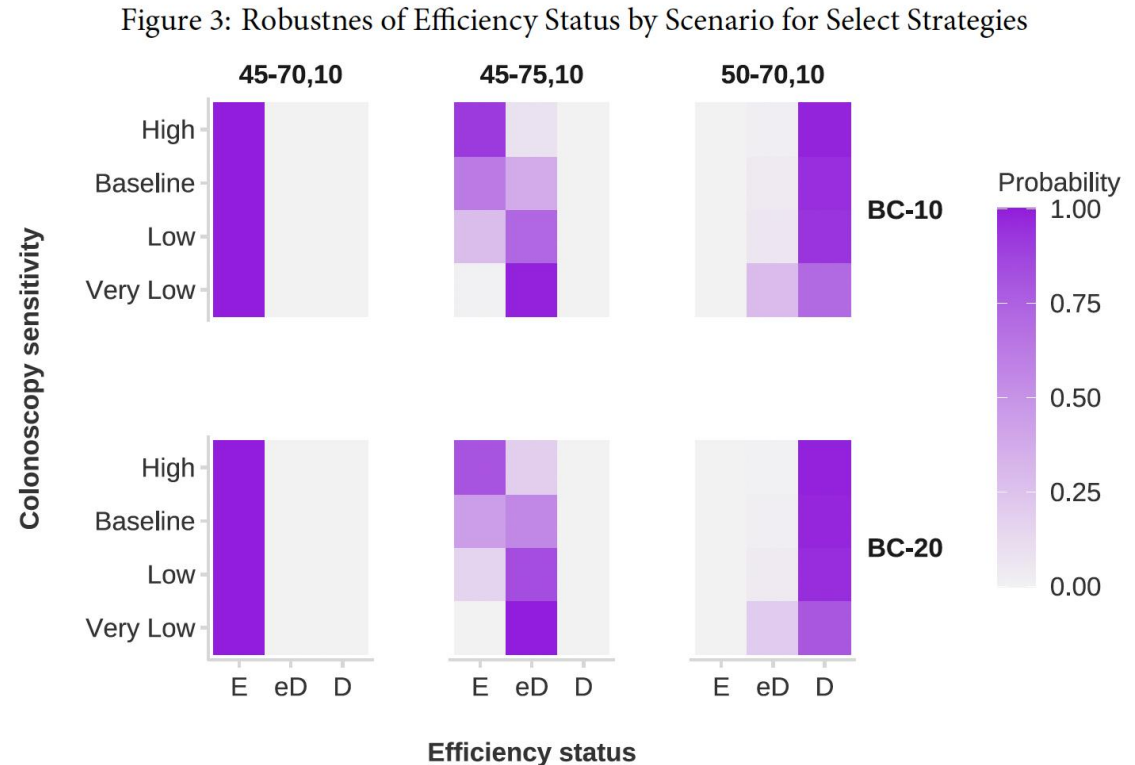 Figure 3: Robustnes of Efficiency Status by Scenario for Select Strategies
45-70,10
45-75,10
50-70,10
High
Baseline
Low
Very Low
BC-10
Probability
1.00
0.75
0.50
0.25
0.00
Colonoscopy sensitivity
High
Baseline
Low
Very Low
BC-20
E eD D
E eD D
E eD D
Efficiency status